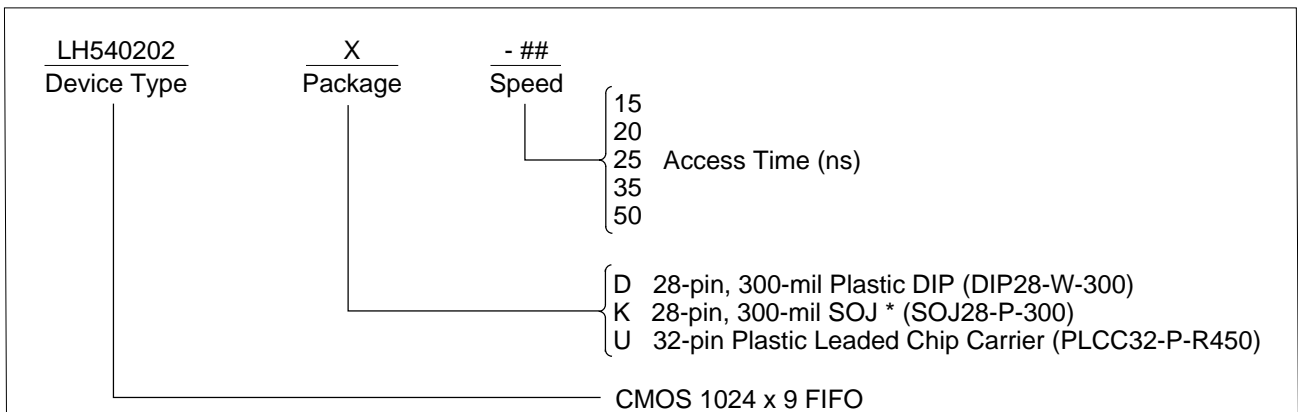 LH540202 X - ##
Device Type Package Speed
15
20
25 Access Time (ns)
35
50
D 28-pin, 300-mil Plastic DIP (DIP28-W-300)
K 28-pin, 300-mil SOJ * (SOJ28-P-300)
U 32-pin Plastic Leaded Chip Carrier (PLCC32-P-R450)
CMOS 1024 x 9 FIFO